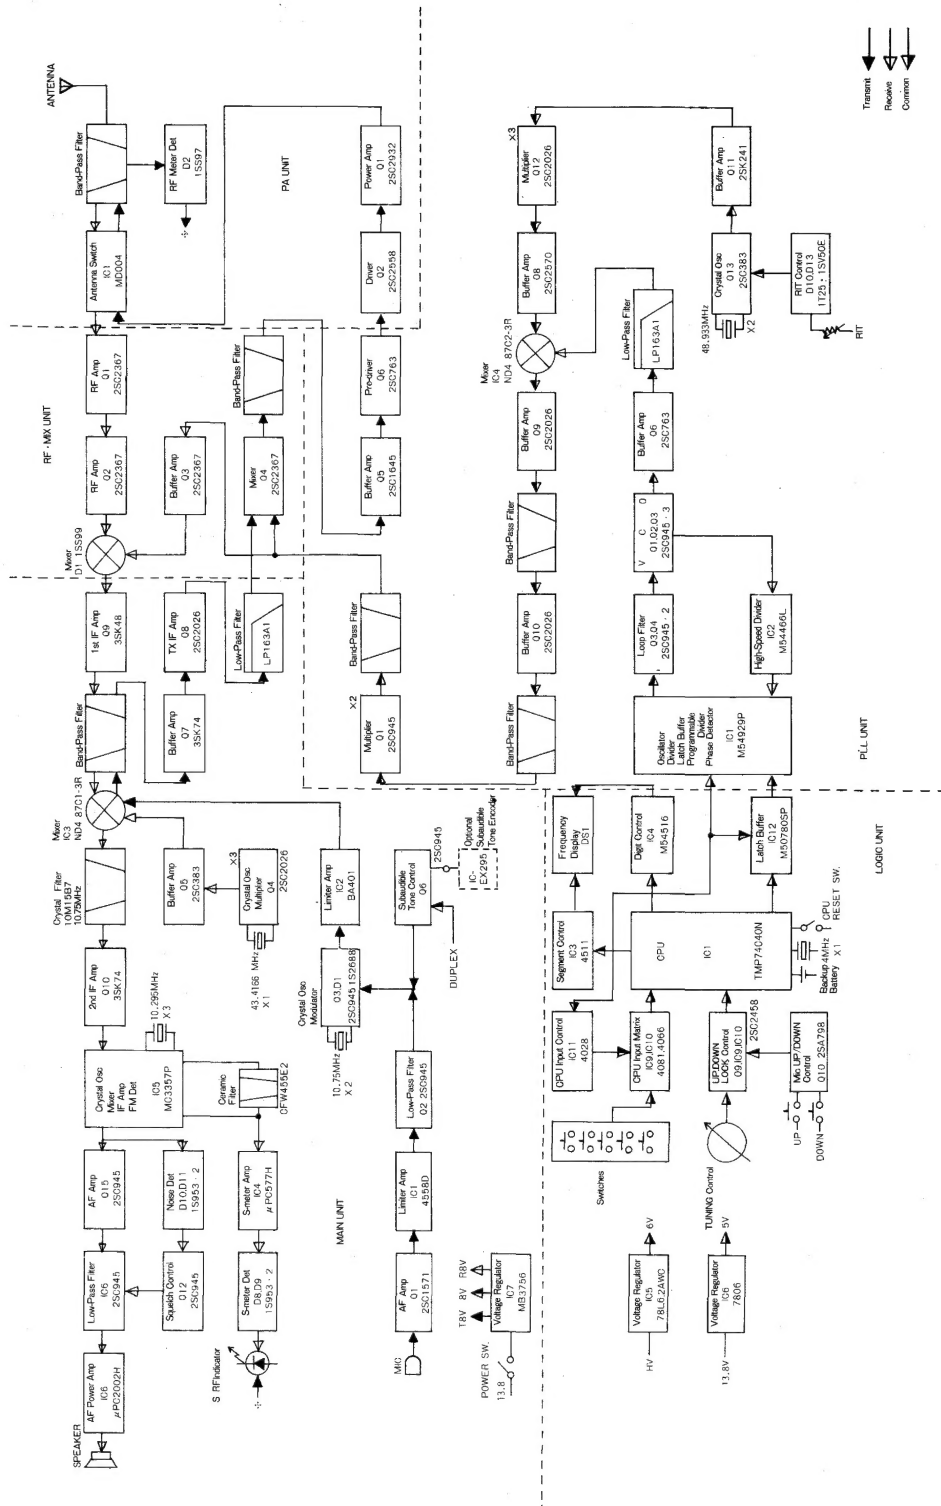 ANTENNA
Band-Pass Filter
RF Meter Det
D2
1SS97
Antenna Switch
IC1
MD004
PA UNIT
Power Amp
Q1
2SC2932
Driver
Q2
2SC2558
RF · MIX UNIT
RF Amp
Q1
2SC2367
RF Amp
Q2
2SC2367
Mixer
D1 1SS99
Buffer Amp
Q3
2SC2367
Band-Pass Filter
Mixer
Q4
2SC2367
Pre-driver
Q6
2SC763
Buffer Amp
Q5
2SC1645
1st IF Amp
Q9
3SK48
Band-Pass Filter
TX IF Amp
Q8
2SC2026
Buffer Amp
Q7
3SK74
Low-Pass Filter
LP163A1
Band-Pass Filter
X2
Multiplier
Q1
2SC945
Mixer
IC3
ND4 87C1-3R
Crystal Filter
10M15B7
10.75MHz
Buffer Amp
Q5
2SC383
X3
Crystal Osc
Multiplier
Q4
2SC2026
43.4166 MHz
X1
2nd IF Amp
Q10
3SK74
10.295MHz
X3
Crystal Osc
Mixer
IF Amp
FM Det
IC5
MC3357P
Ceramic
Filter
CFW455E2
AF Amp
Q15
2SC945
Noise Det
D10,D11
1S953 · 2
S-meter Amp
IC4
µPC577H
Low-Pass Filter
IC6
2SC945
Squelch Control
Q12
2SC945
S-meter Det
D8,D9
1S953 · 2
AF Power Amp
IC6
µPC2002H
SPEAKER
S RF Indicator
MAIN UNIT
Limiter Amp
IC2
BA401
Crystal Osc
Modulator
Q3,D1
2SC945 1S2688
10.75MHz
X2
Subaudible
Tone Control
Q6
2SC945
Optional
Subaudible
Tone Encoder
IC-
EX295
DUPLEX
Low-Pass Filter
Q2 2SC945
Limiter Amp
IC1
4558D
AF Amp
Q1
2SC1571
MIC
T8V
8V
R8V
Voltage Regulator
IC7
MB3756
POWER SW.
13.8
Transmit
Receive
Common
X3
Multiplier
Q12
2SC2026
Buffer Amp
Q11
2SK241
Buffer Amp
Q8
2SC2570
Crystal Osc
Q13
2SC383
48.933MHz
X2
RIT Control
D10,D13
1T25 · 1SV50E
RIT
Mixer
IC4
ND4 87C2-3R
Low-Pass Filter
LP163A1
Buffer Amp
Q9
2SC2026
Buffer Amp
Q6
2SC763
Band-Pass Filter
V C O
Q1,Q2,Q3
2SC945 · 3
Buffer Amp
Q10
2SC2026
Loop Filter
Q3,Q4
2SC945 · 2
High-Speed Divider
IC2
M54466L
Band-Pass Filter
Oscillator
Divider
Latch Buffer
Programmable
Divider
Phase Detector
IC1
M54929P
PLL UNIT
LOGIC UNIT
Frequency
Display
DS1
Digit Control
IC4
M54516
Latch Buffer
IC12
M50780SP
Segment Control
IC3
4511
CPU
IC1
TMP74C40N
CPU
RESET SW.
4MHz
X1
Backup
Battery
CPU Input Control
IC11
4028
CPU Input Matrix
IC9,IC10
4081,4066
UP,DOWN
LOCK Control
Q9,IC9,IC10
2SC2458
Mic UP/DOWN
Control
Q10 2SA798
UP
DOWN
Switches
TUNING Control
6V
Voltage Regulator
IC5
78L6.2AWC
HV
5V
Voltage Regulator
IC6
7806
13.8V